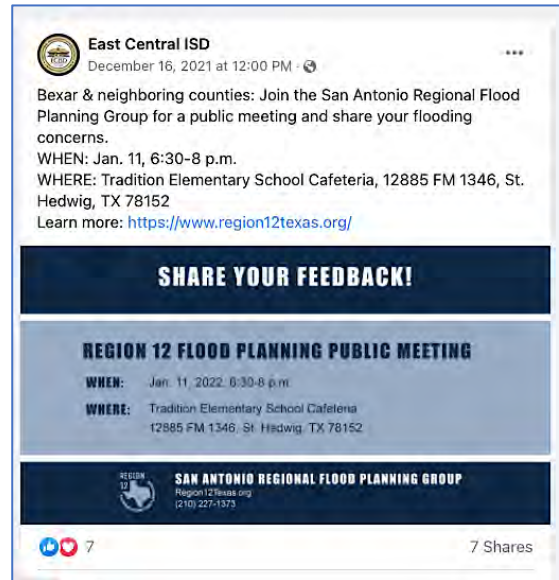 East Central ISD
December 16, 2021 at 12:00 PM ·
Bexar & neighboring counties: Join the San Antonio Regional Flood
Planning Group for a public meeting and share your flooding
concerns.
WHEN: Jan. 11, 6:30-8 p.m.
WHERE: Tradition Elementary School Cafeteria, 12885 FM 1346, St.
Hedwig, TX 78152
Learn more: https://www.region12texas.org/
SHARE YOUR FEEDBACK!
REGION 12 FLOOD PLANNING PUBLIC MEETING
WHEN: Jan. 11, 2022, 6:30-8 p.m.
WHERE: Tradition Elementary School Cafeteria
12885 FM 1346, St. Hedwig, TX 78152
REGION
12
SAN ANTONIO REGIONAL FLOOD PLANNING GROUP
Region12Texas.org
(210) 227-1373
7
7 Shares